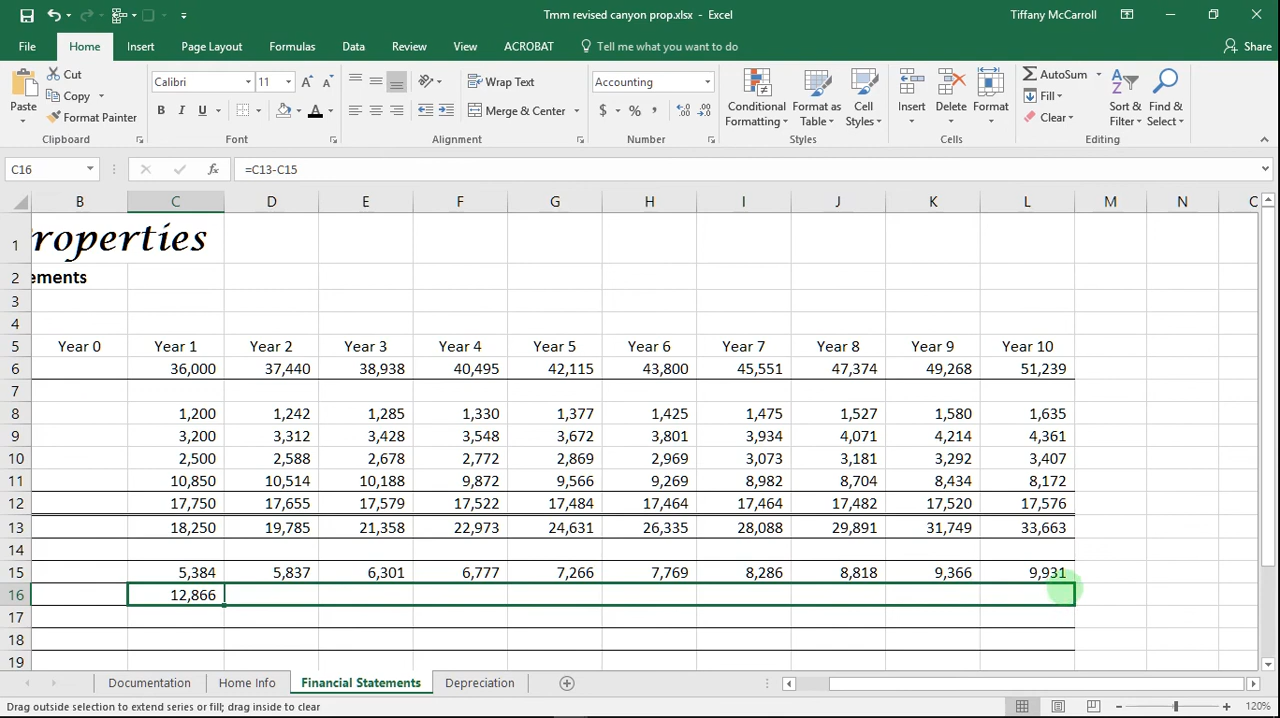 Tmm revised canyon prop.xlsx - Excel
Tiffany McCarroll
File Home Insert Page Layout Formulas Data Review View ACROBAT Tell me what you want to do Share
Paste Cut Copy Format Painter
Clipboard
Calibri 11
B I U
Font
Wrap Text
Merge & Center
Alignment
Accounting
$ % ,
Number
Conditional Formatting
Format as Table
Cell Styles
Styles
Insert Delete Format
Cells
AutoSum
Fill
Clear
Sort & Filter
Find & Select
Editing
C16 fx =C13-C15
B C D E F G H I J K L M N C
1 roperties
2 ements
3
4
5 Year 0 Year 1 Year 2 Year 3 Year 4 Year 5 Year 6 Year 7 Year 8 Year 9 Year 10
6 36,000 37,440 38,938 40,495 42,115 43,800 45,551 47,374 49,268 51,239
7
8 1,200 1,242 1,285 1,330 1,377 1,425 1,475 1,527 1,580 1,635
9 3,200 3,312 3,428 3,548 3,672 3,801 3,934 4,071 4,214 4,361
10 2,500 2,588 2,678 2,772 2,869 2,969 3,073 3,181 3,292 3,407
11 10,850 10,514 10,188 9,872 9,566 9,269 8,982 8,704 8,434 8,172
12 17,750 17,655 17,579 17,522 17,484 17,464 17,464 17,482 17,520 17,576
13 18,250 19,785 21,358 22,973 24,631 26,335 28,088 29,891 31,749 33,663
14
15 5,384 5,837 6,301 6,777 7,266 7,769 8,286 8,818 9,366 9,931
16 12,866
17
18
19
Documentation Home Info Financial Statements Depreciation
Drag outside selection to extend series or fill; drag inside to clear
120%